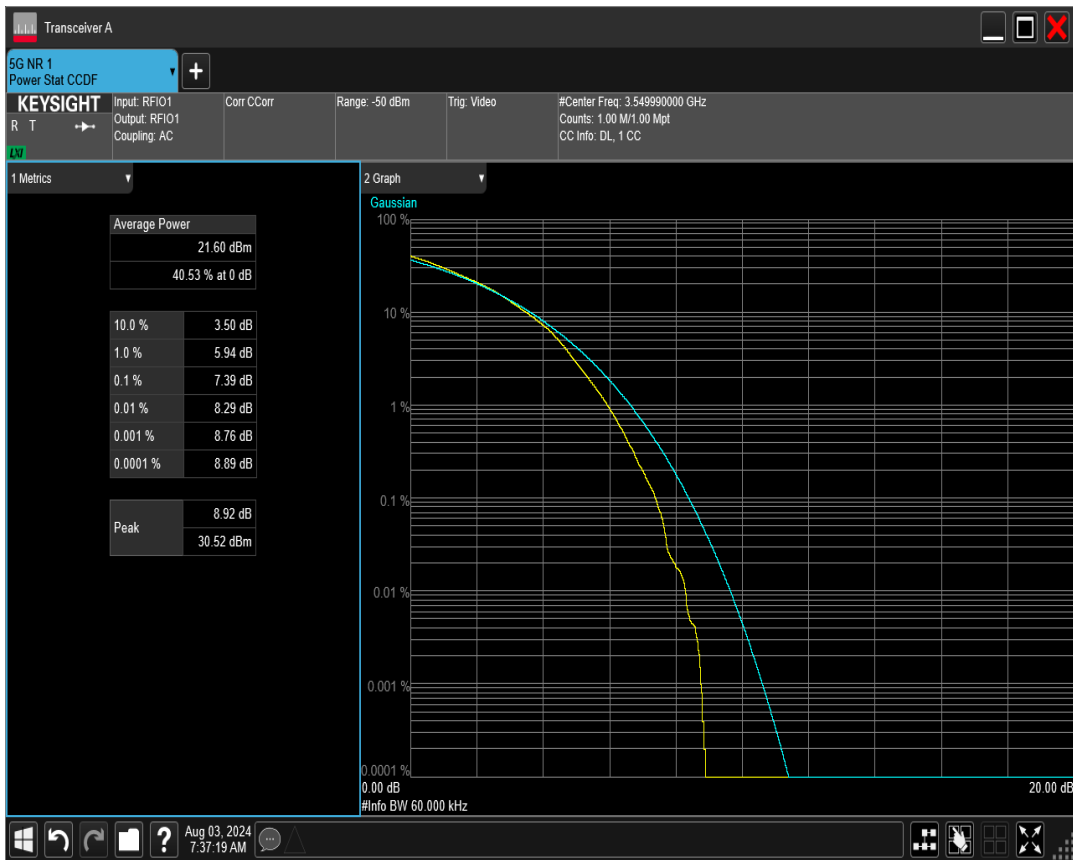 Transceiver A
5G NR 1
Power Stat CCDF
KEYSIGHT
R T
LXI
Input: RFIO1
Output: RFIO1
Coupling: AC
Corr CCorr
Range: -50 dBm
Trig: Video
#Center Freq: 3.549990000 GHz
Counts: 1.00 M/1.00 Mpt
CC Info: DL, 1 CC
1 Metrics
Average Power
21.60 dBm
40.53 % at 0 dB
10.0 % 3.50 dB
1.0 % 5.94 dB
0.1 % 7.39 dB
0.01 % 8.29 dB
0.001 % 8.76 dB
0.0001 % 8.89 dB
Peak
8.92 dB
30.52 dBm
2 Graph
Gaussian
100 %
10 %
1 %
0.1 %
0.01 %
0.001 %
0.0001 %
0.00 dB 20.00 dB
#Info BW 60.000 kHz
?
Aug 03, 2024
7:37:19 AM